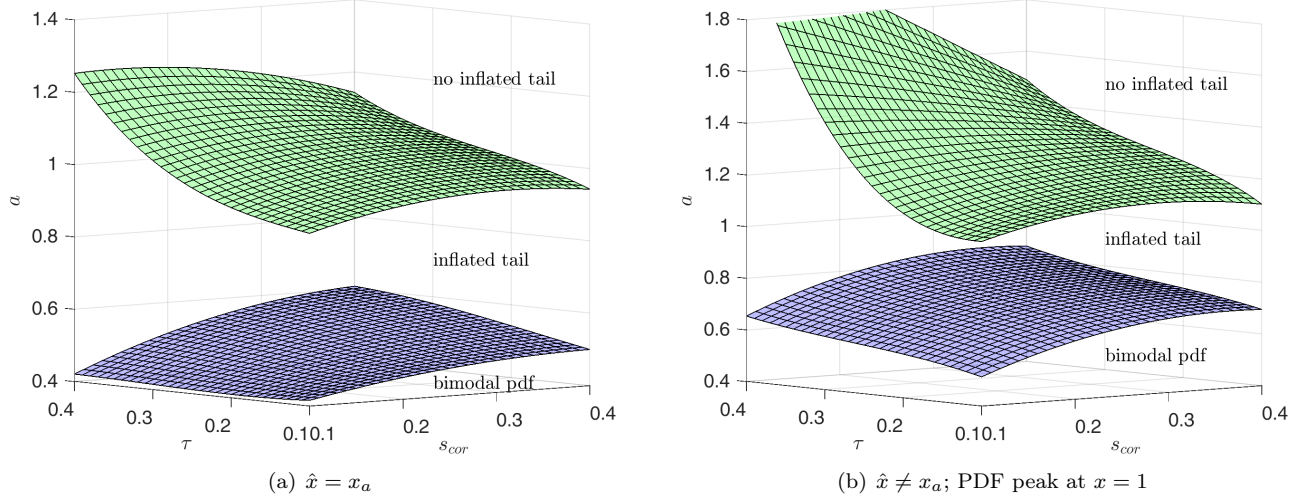 1.4
1.2
1
0.8
0.6
0.4
a
no inflated tail
inflated tail
bimodal pdf
0.4
0.3
0.2
0.1
0.1
0.2
0.3
0.4
τ
s_cor
(a) x̂ = x_a
1.8
1.6
1.4
1.2
1
0.8
0.6
0.4
a
no inflated tail
inflated tail
bimodal pdf
0.4
0.3
0.2
0.1
0.1
0.2
0.3
0.4
τ
s_cor
(b) x̂ ≠ x_a; PDF peak at x = 1